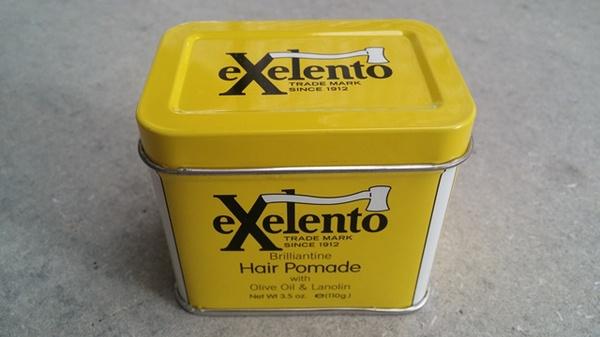 eXelento
TRADE MARK
SINCE 1912
eXelento
TRADE MARK
SINCE 1912
Brilliantine
Hair Pomade
with
Olive Oil & Lanolin
Net Wt 3.5 oz. ℮(110g.)